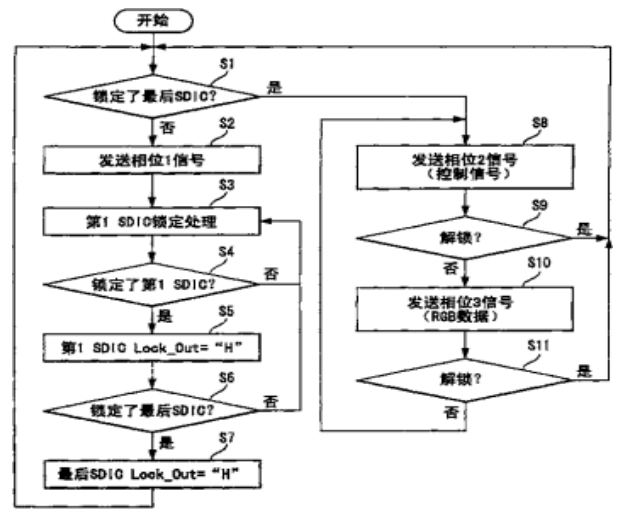 开始
S1
锁定了最后SDIC?
是
否
S2
发送相位1信号
S3
第1 SDIC锁定处理
S4
锁定了第1 SDIC?
否
是
S5
第1 SDIC Lock_Out= “H”
S6
锁定了最后SDIC?
否
是
S7
最后SDIC Lock_Out= “H”
S8
发送相位2信号
(控制信号)
S9
解锁?
是
否
S10
发送相位3信号
(RGB数据)
S11
解锁?
是
否